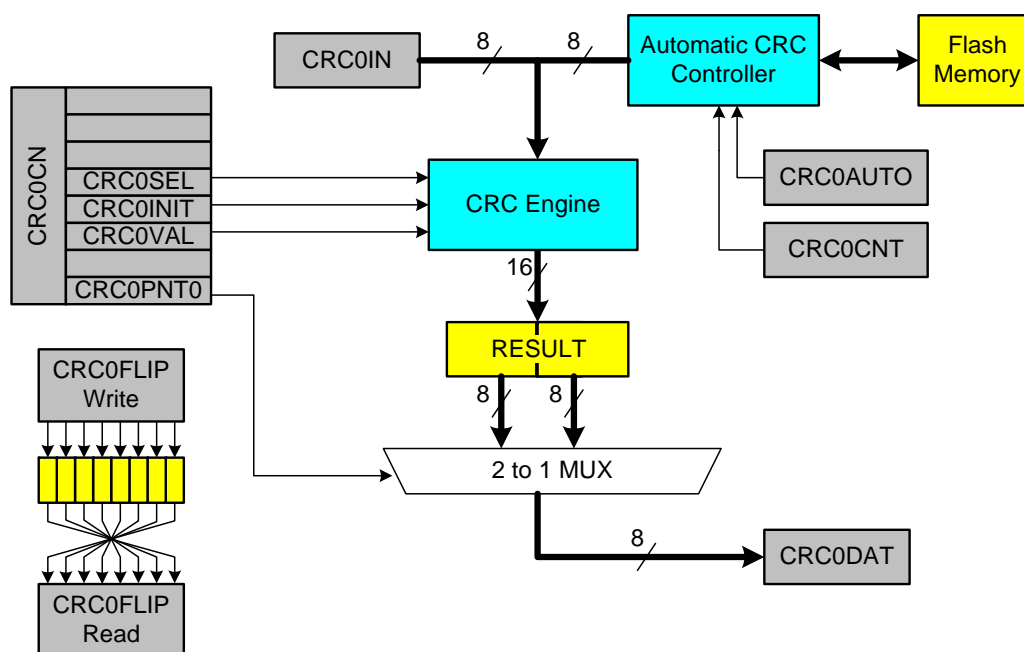 CRC0IN
8
8
Automatic CRC
Controller
Flash
Memory
CRC0CN
CRC0SEL
CRC0INIT
CRC0VAL
CRC0PNT0
CRC Engine
CRC0AUTO
CRC0CNT
16
RESULT
8
8
2 to 1 MUX
8
CRC0DAT
CRC0FLIP
Write
CRC0FLIP
Read